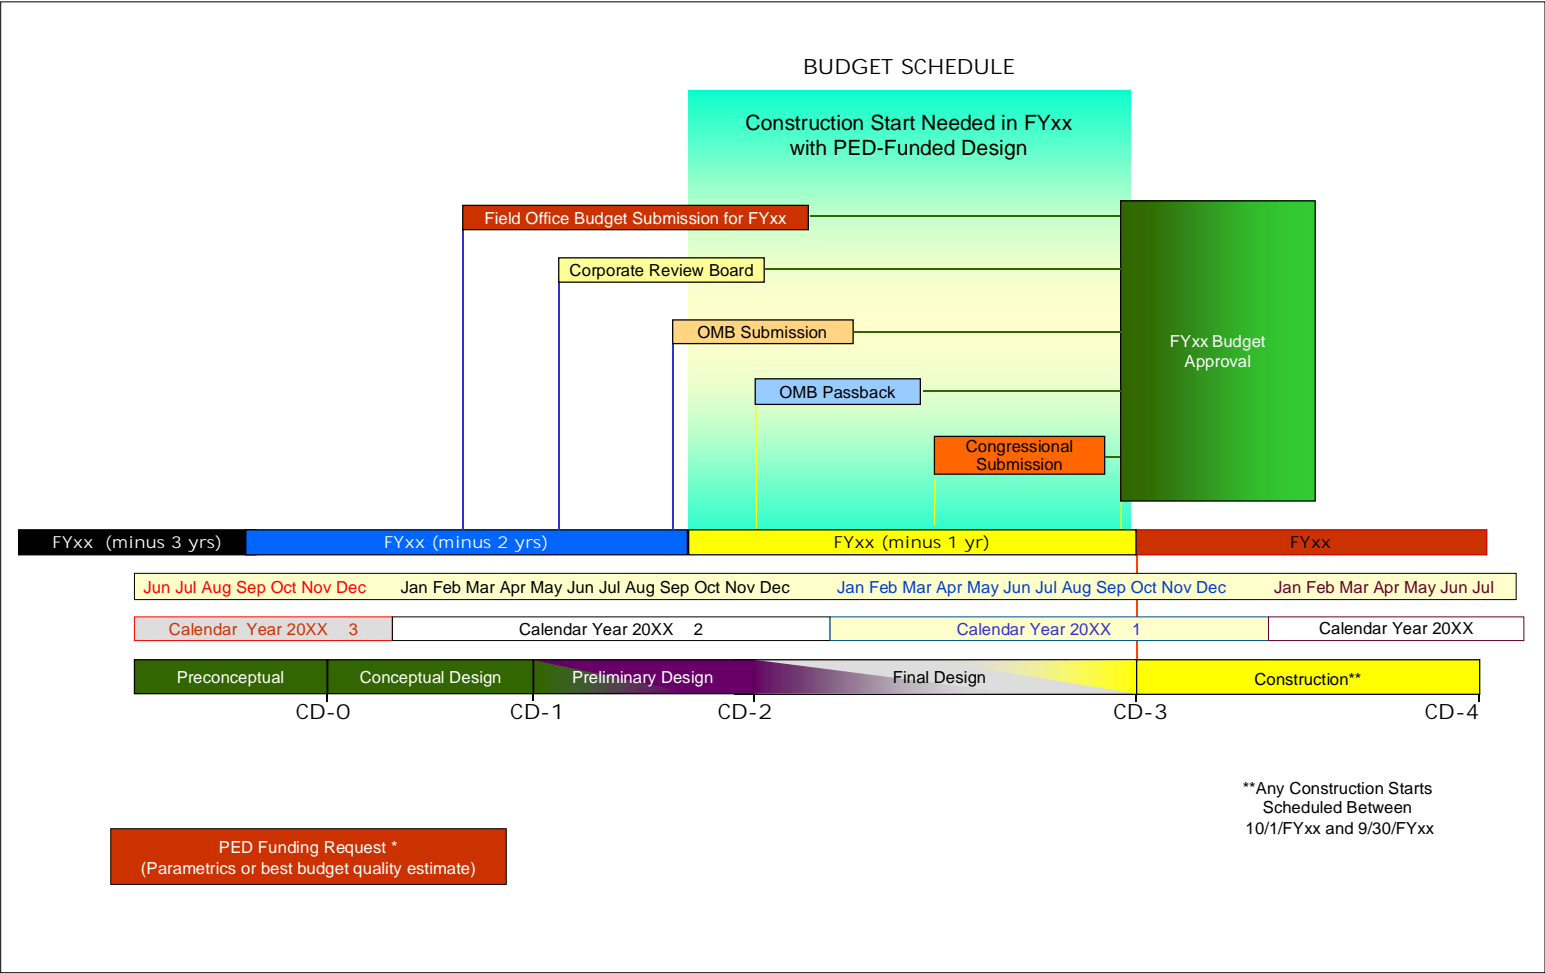 BUDGET SCHEDULE
Construction Start Needed in FYxx
with PED-Funded Design
Field Office Budget Submission for FYxx
Corporate Review Board
OMB Submission
FYxx Budget
Approval
OMB Passback
Congressional
Submission
FYxx (minus 3 yrs) FYxx (minus 2 yrs) FYxx (minus 1 yr) FYxx
Jun Jul Aug Sep Oct Nov Dec Jan Feb Mar Apr May Jun Jul Aug Sep Oct Nov Dec Jan Feb Mar Apr May Jun Jul Aug Sep Oct Nov Dec Jan Feb Mar Apr May Jun Jul
Calendar Year 20XX 3 Calendar Year 20XX 2 Calendar Year 20XX 1 Calendar Year 20XX
Preconceptual Conceptual Design Preliminary Design Final Design Construction**
CD-0 CD-1 CD-2 CD-3 CD-4
**Any Construction Starts
Scheduled Between
10/1/FYxx and 9/30/FYxx
PED Funding Request *
(Parametrics or best budget quality estimate)